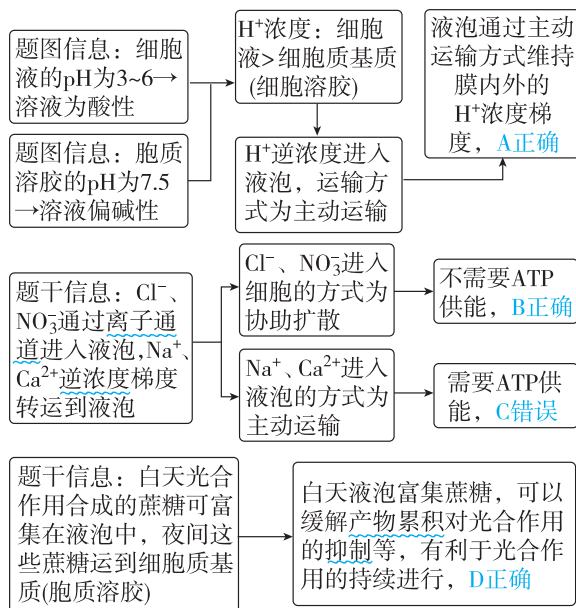 题图信息：细胞
液的pH为3~6→
溶液为酸性
题图信息：胞质
溶胶的pH为7.5
→溶液偏碱性
H⁺浓度：细胞
液>细胞质基质
(细胞溶胶)
H⁺逆浓度进入
液泡，运输方
式为主动运输
液泡通过主动
运输方式维持
膜内外的
H⁺浓度梯
度，A正确
题干信息：Cl⁻、
NO₃⁻通过离子通
道进入液泡,Na⁺、
Ca²⁺逆浓度梯度
转运到液泡
Cl⁻、NO₃⁻进入
细胞的方式为
协助扩散
不需要ATP
供能，B正确
Na⁺、Ca²⁺进入
液泡的方式为
主动运输
需要ATP供
能，C错误
题干信息：白天光合
作用合成的蔗糖可富
集在液泡中，夜间这
些蔗糖运到细胞质基
质(胞质溶胶)
白天液泡富集蔗糖，可以
缓解产物累积对光合作用
的抑制等，有利于光合作
用的持续进行，D正确